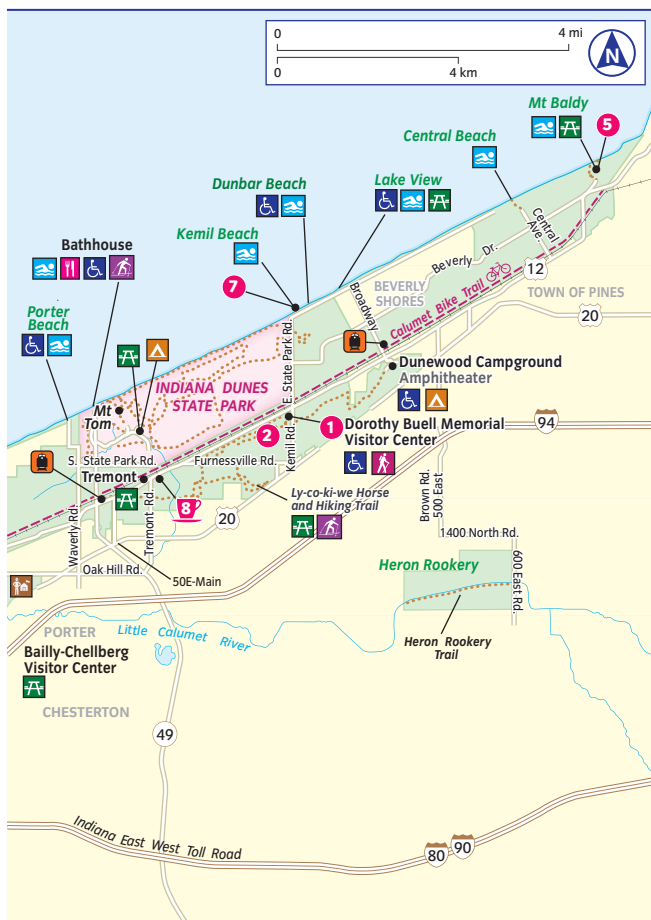 0
4 mi
0
4 km
N
Mt Baldy
5
Central Beach
Dunbar Beach
Lake View
Kemil Beach
Bathhouse
7
Central
Ave.
Beverly Dr.
12
BEVERLY
SHORES
Broadway
Calumet Bike Trail
TOWN OF PINES
20
Porter
Beach
E. State Park Rd.
INDIANA DUNES
STATE PARK
Dunewood Campground
Amphitheater
Mt
Tom
94
2
1
Dorothy Buell Memorial
Visitor Center
Kemil Rd.
S. State Park Rd.
Furnessville Rd.
Tremont
8
Ly-co-ki-we Horse
and Hiking Trail
Brown Rd.
500 East
20
Waverly Rd.
Tremont Rd.
1400 North Rd.
Oak Hill Rd.
50E-Main
Heron Rookery
600 East Rd.
PORTER
Little Calumet River
Heron Rookery
Trail
Bailly-Chellberg
Visitor Center
CHESTERTON
49
Indiana East West Toll Road
80
90